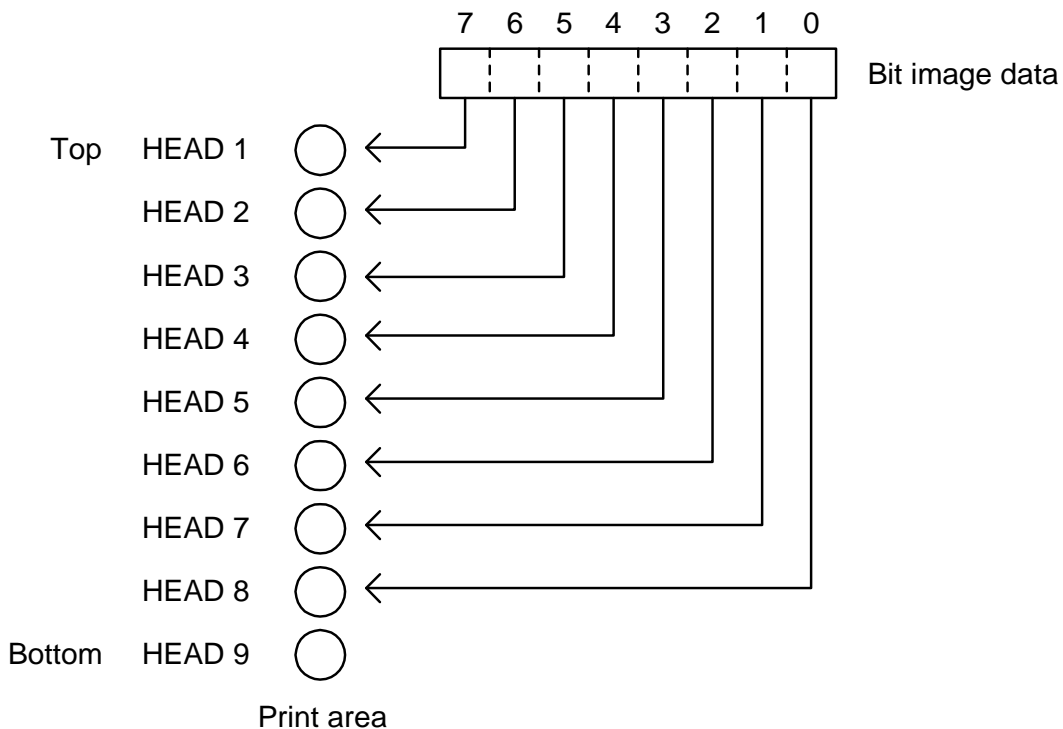 7 6 5 4 3 2 1 0
Bit image data
Top HEAD 1
HEAD 2
HEAD 3
HEAD 4
HEAD 5
HEAD 6
HEAD 7
HEAD 8
Bottom HEAD 9
Print area